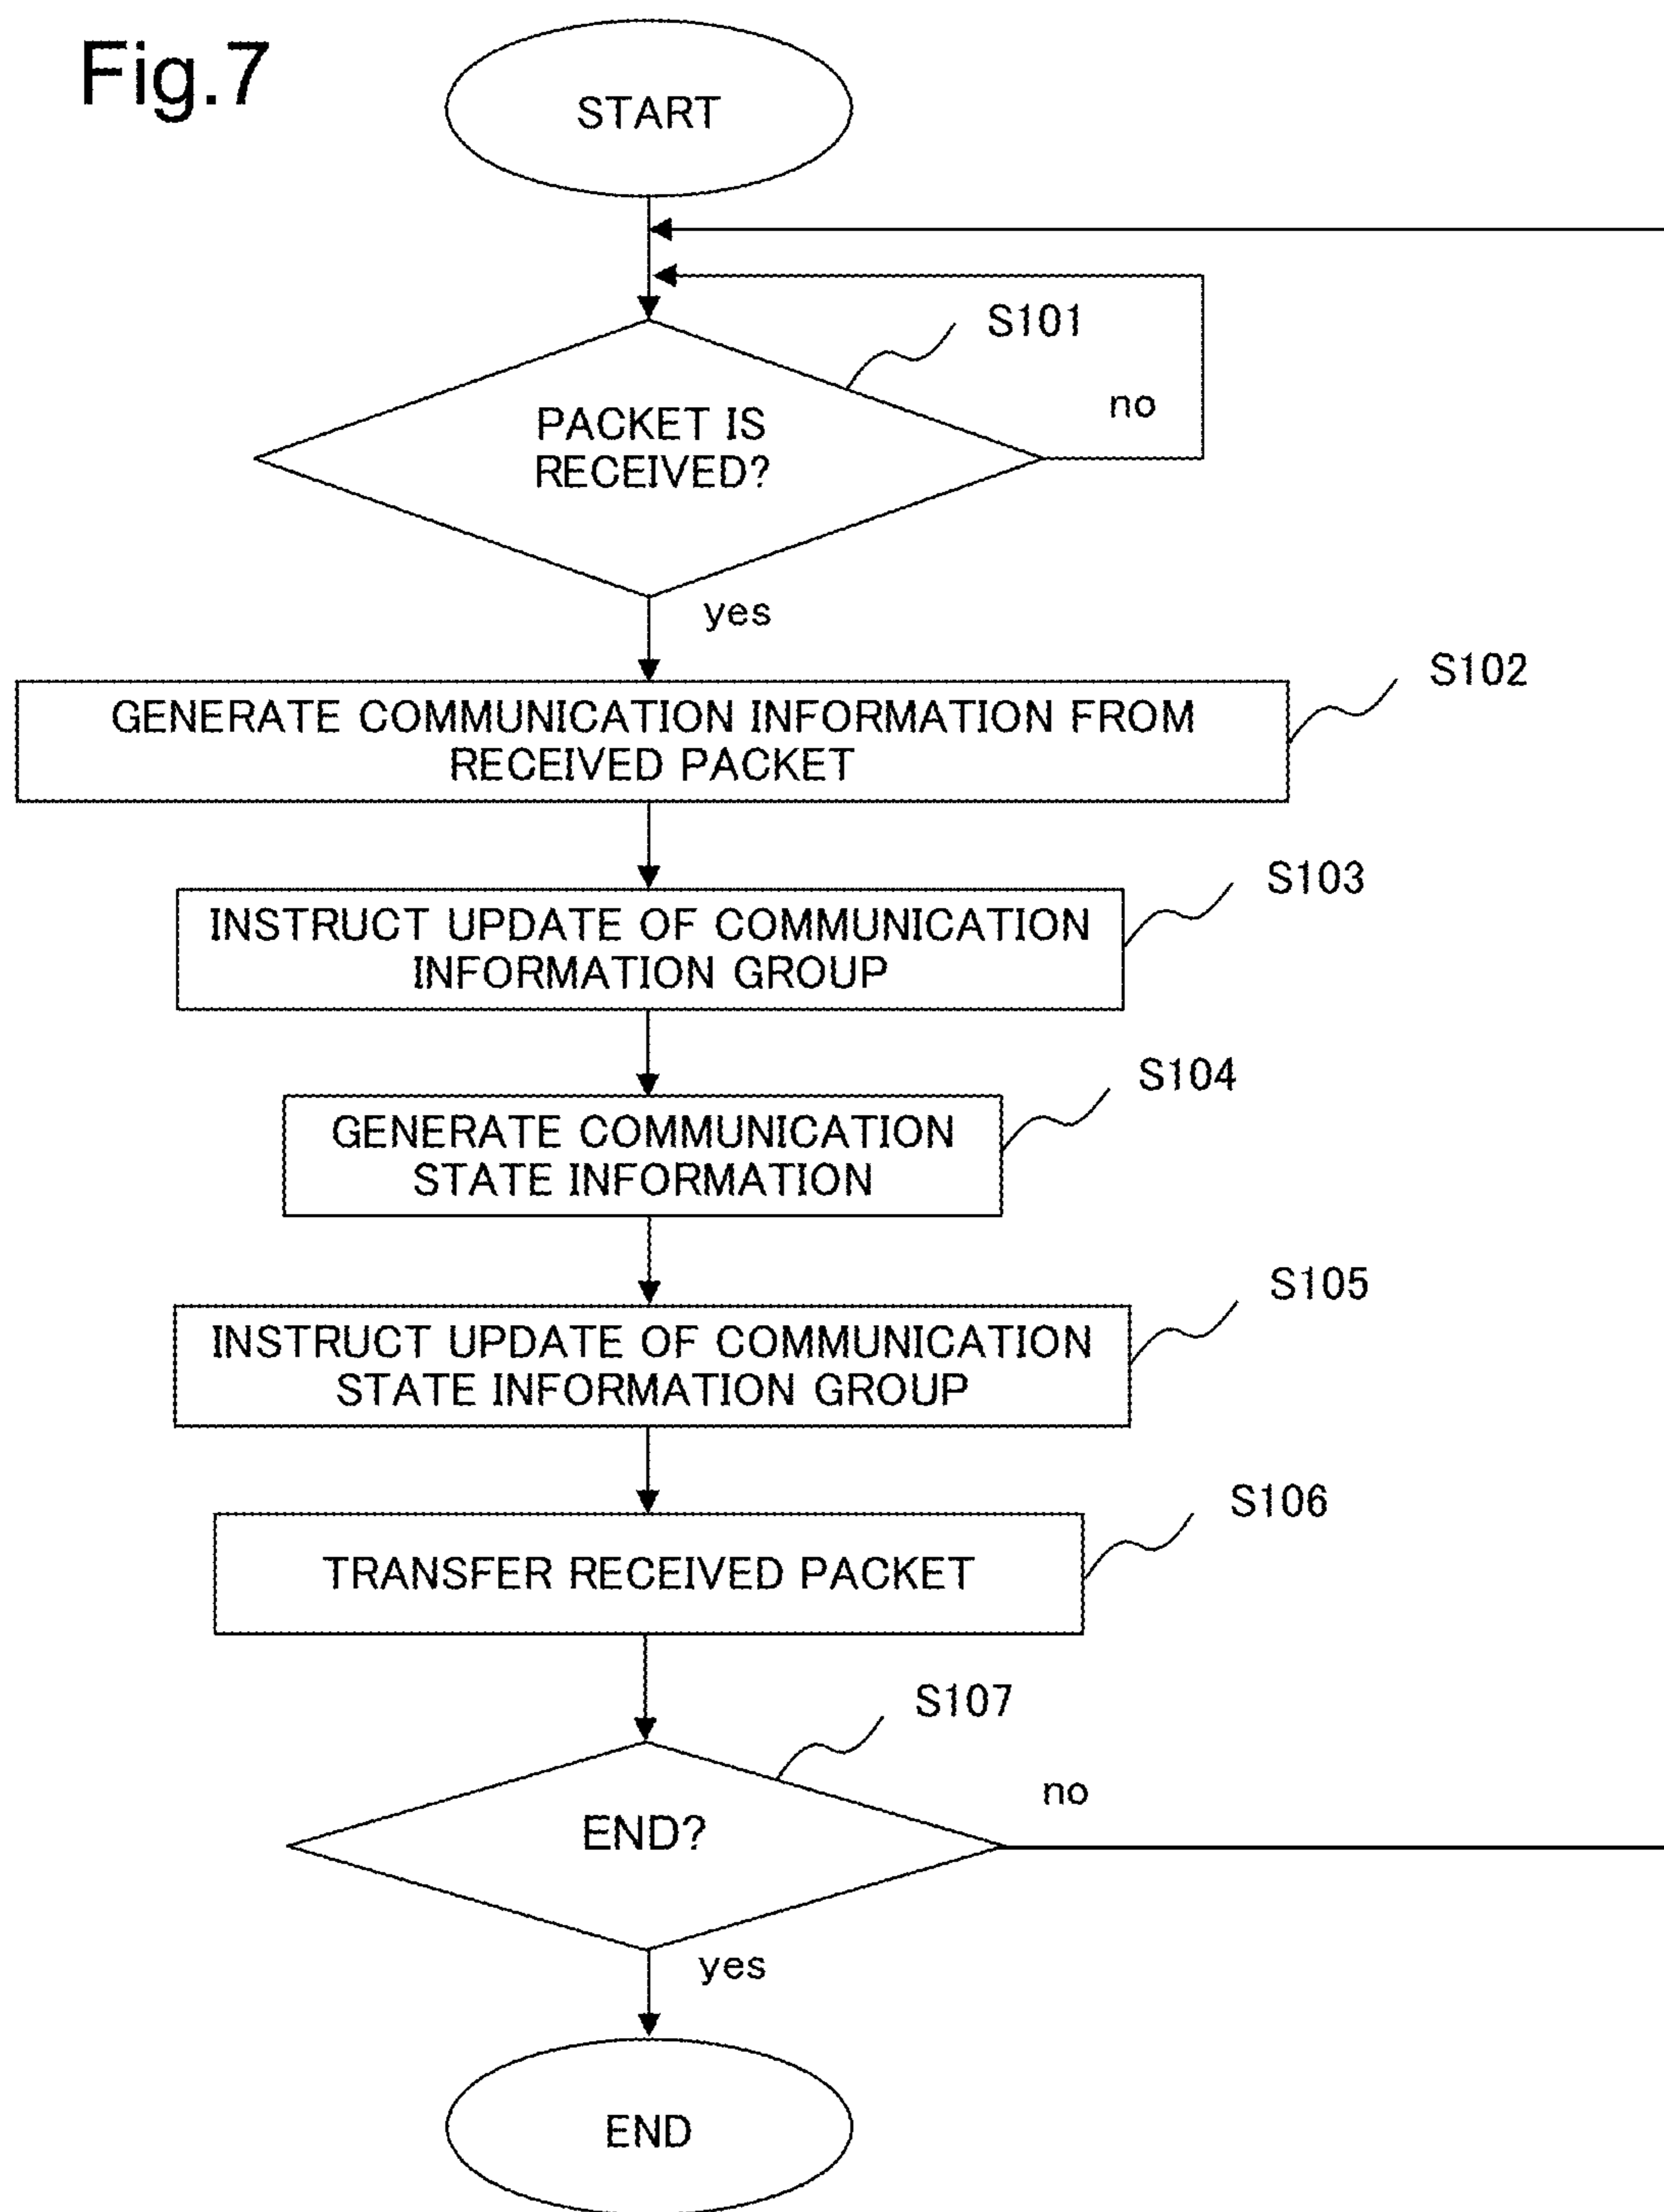 Fig.7
START
S101
PACKET IS
RECEIVED?
no
yes
S102
GENERATE COMMUNICATION INFORMATION FROM
RECEIVED PACKET
S103
INSTRUCT UPDATE OF COMMUNICATION
INFORMATION GROUP
S104
GENERATE COMMUNICATION
STATE INFORMATION
S105
INSTRUCT UPDATE OF COMMUNICATION
STATE INFORMATION GROUP
S106
TRANSFER RECEIVED PACKET
S107
no
END?
yes
END